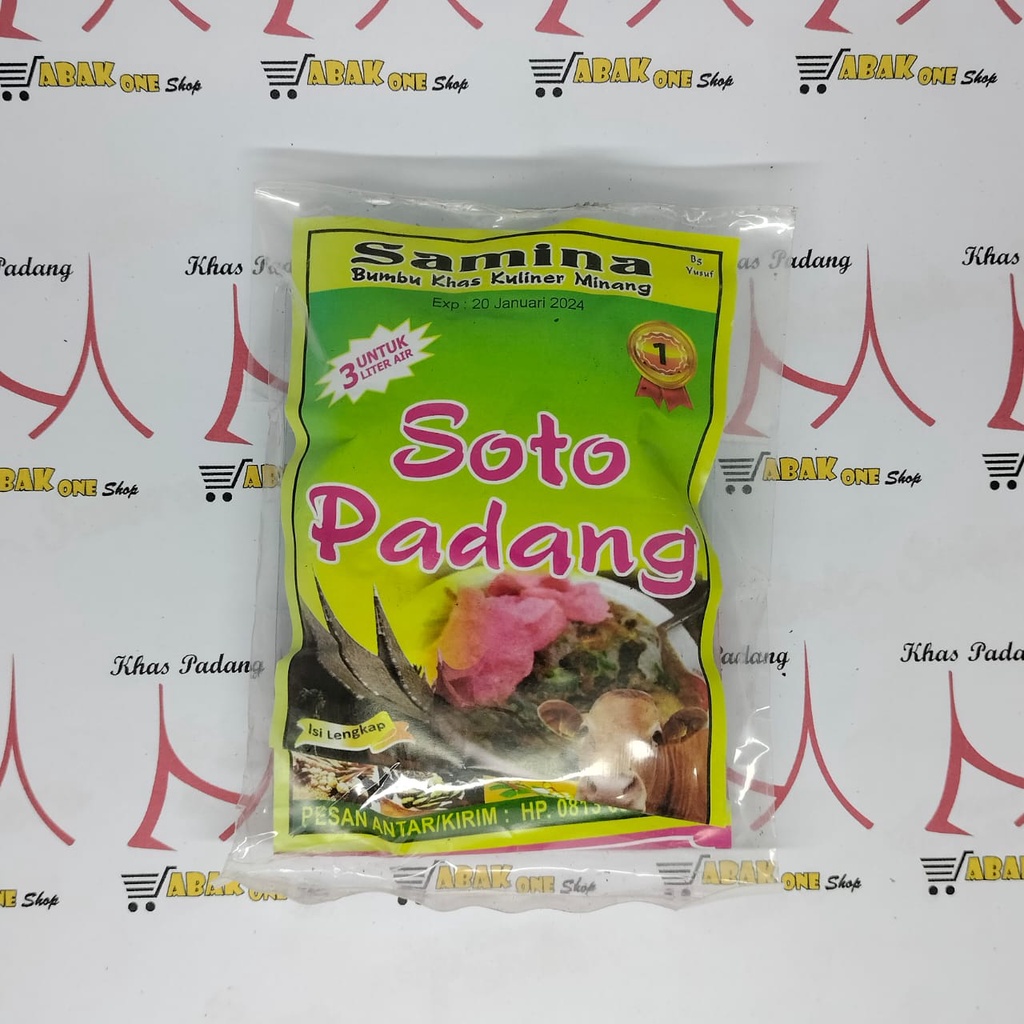 ABAK ONE Shop
ABAK ONE Shop
ABAK ONE Shop
ABAK ONE Shop
Padang
Khas
Padang
Khas
Samina
Bs Yusuf
Bumbu Khas Kuliner Minang
Exp : 20 Januari 2024
3 UNTUK
LITER AIR
1
Soto
Padang
ABAK ONE Shop
ABAK ONE Shop
Khas Padang
Padang
Khas
Isi Lengkap
PESAN ANTAR/KIRIM : HP. 0813
ONE Shop
ABAK
ABAK ONE Shop
ABAK ONE Shop